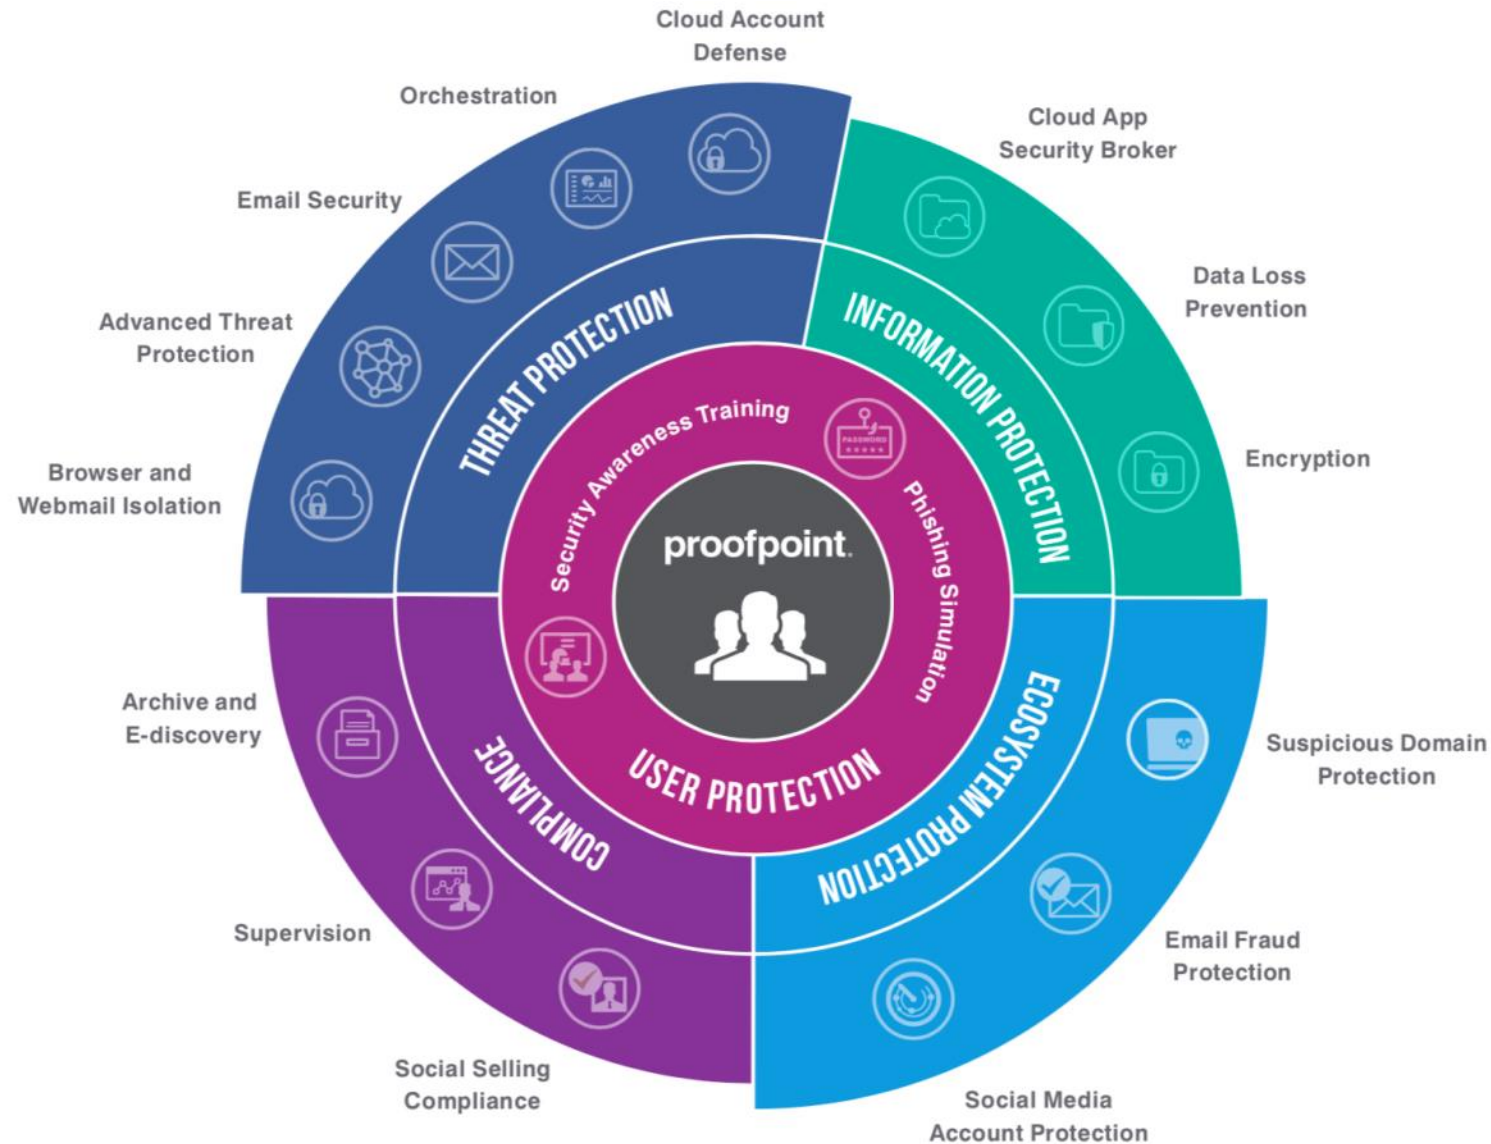 Cloud Account
Defense
Orchestration
Email Security
Advanced Threat
Protection
Browser and
Webmail Isolation
Cloud App
Security Broker
Data Loss
Prevention
Encryption
THREAT PROTECTION
INFORMATION PROTECTION
Security Awareness Training
PASSWORD
*****
Phishing Simulation
proofpoint.
USER PROTECTION
COMPLIANCE
ECOSYSTEM PROTECTION
Archive and
E-discovery
Supervision
Social Selling
Compliance
Suspicious Domain
Protection
Email Fraud
Protection
Social Media
Account Protection